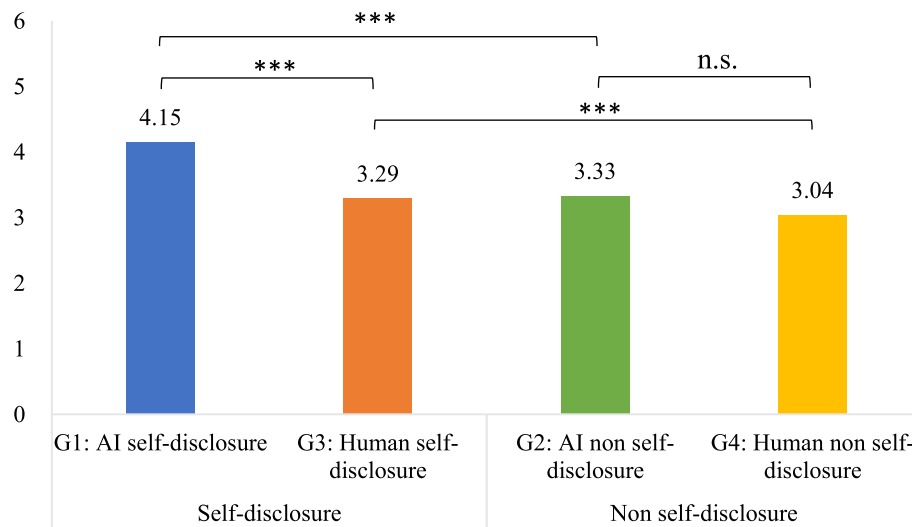 6
***
n.s.
5
***
***
4.15
4
3.29
3.33
3.04
3
2
1
0
G1: AI self-disclosure
G3: Human self-
disclosure
G2: AI non self-
disclosure
G4: Human non self-
disclosure
Self-disclosure
Non self-disclosure